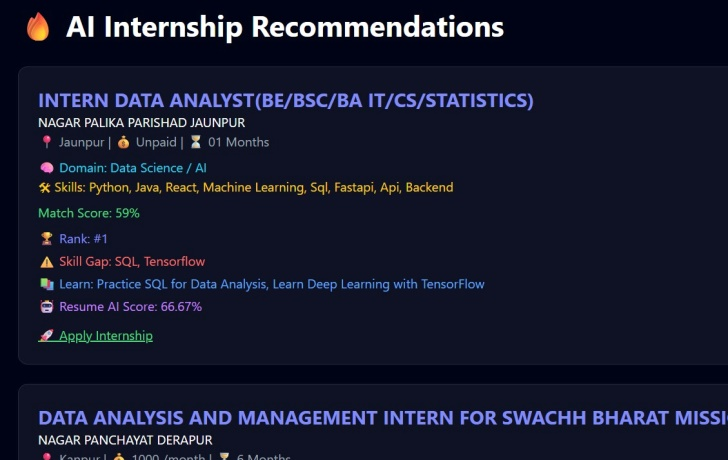 AI Internship Recommendations
INTERN DATA ANALYST(BE/BSC/BA IT/CS/STATISTICS)
NAGAR PALIKA PARISHAD JAUNPUR
Jaunpur | Unpaid | 01 Months
Domain: Data Science / AI
Skills: Python, Java, React, Machine Learning, Sql, Fastapi, Api, Backend
Match Score: 59%
Rank: #1
Skill Gap: SQL, Tensorflow
Learn: Practice SQL for Data Analysis, Learn Deep Learning with TensorFlow
Resume AI Score: 66.67%
Apply Internship
DATA ANALYSIS AND MANAGEMENT INTERN FOR SWACHH BHARAT MISSI
NAGAR PANCHAYAT DERAPUR
Kanpur | 1000 /month | 6 Months